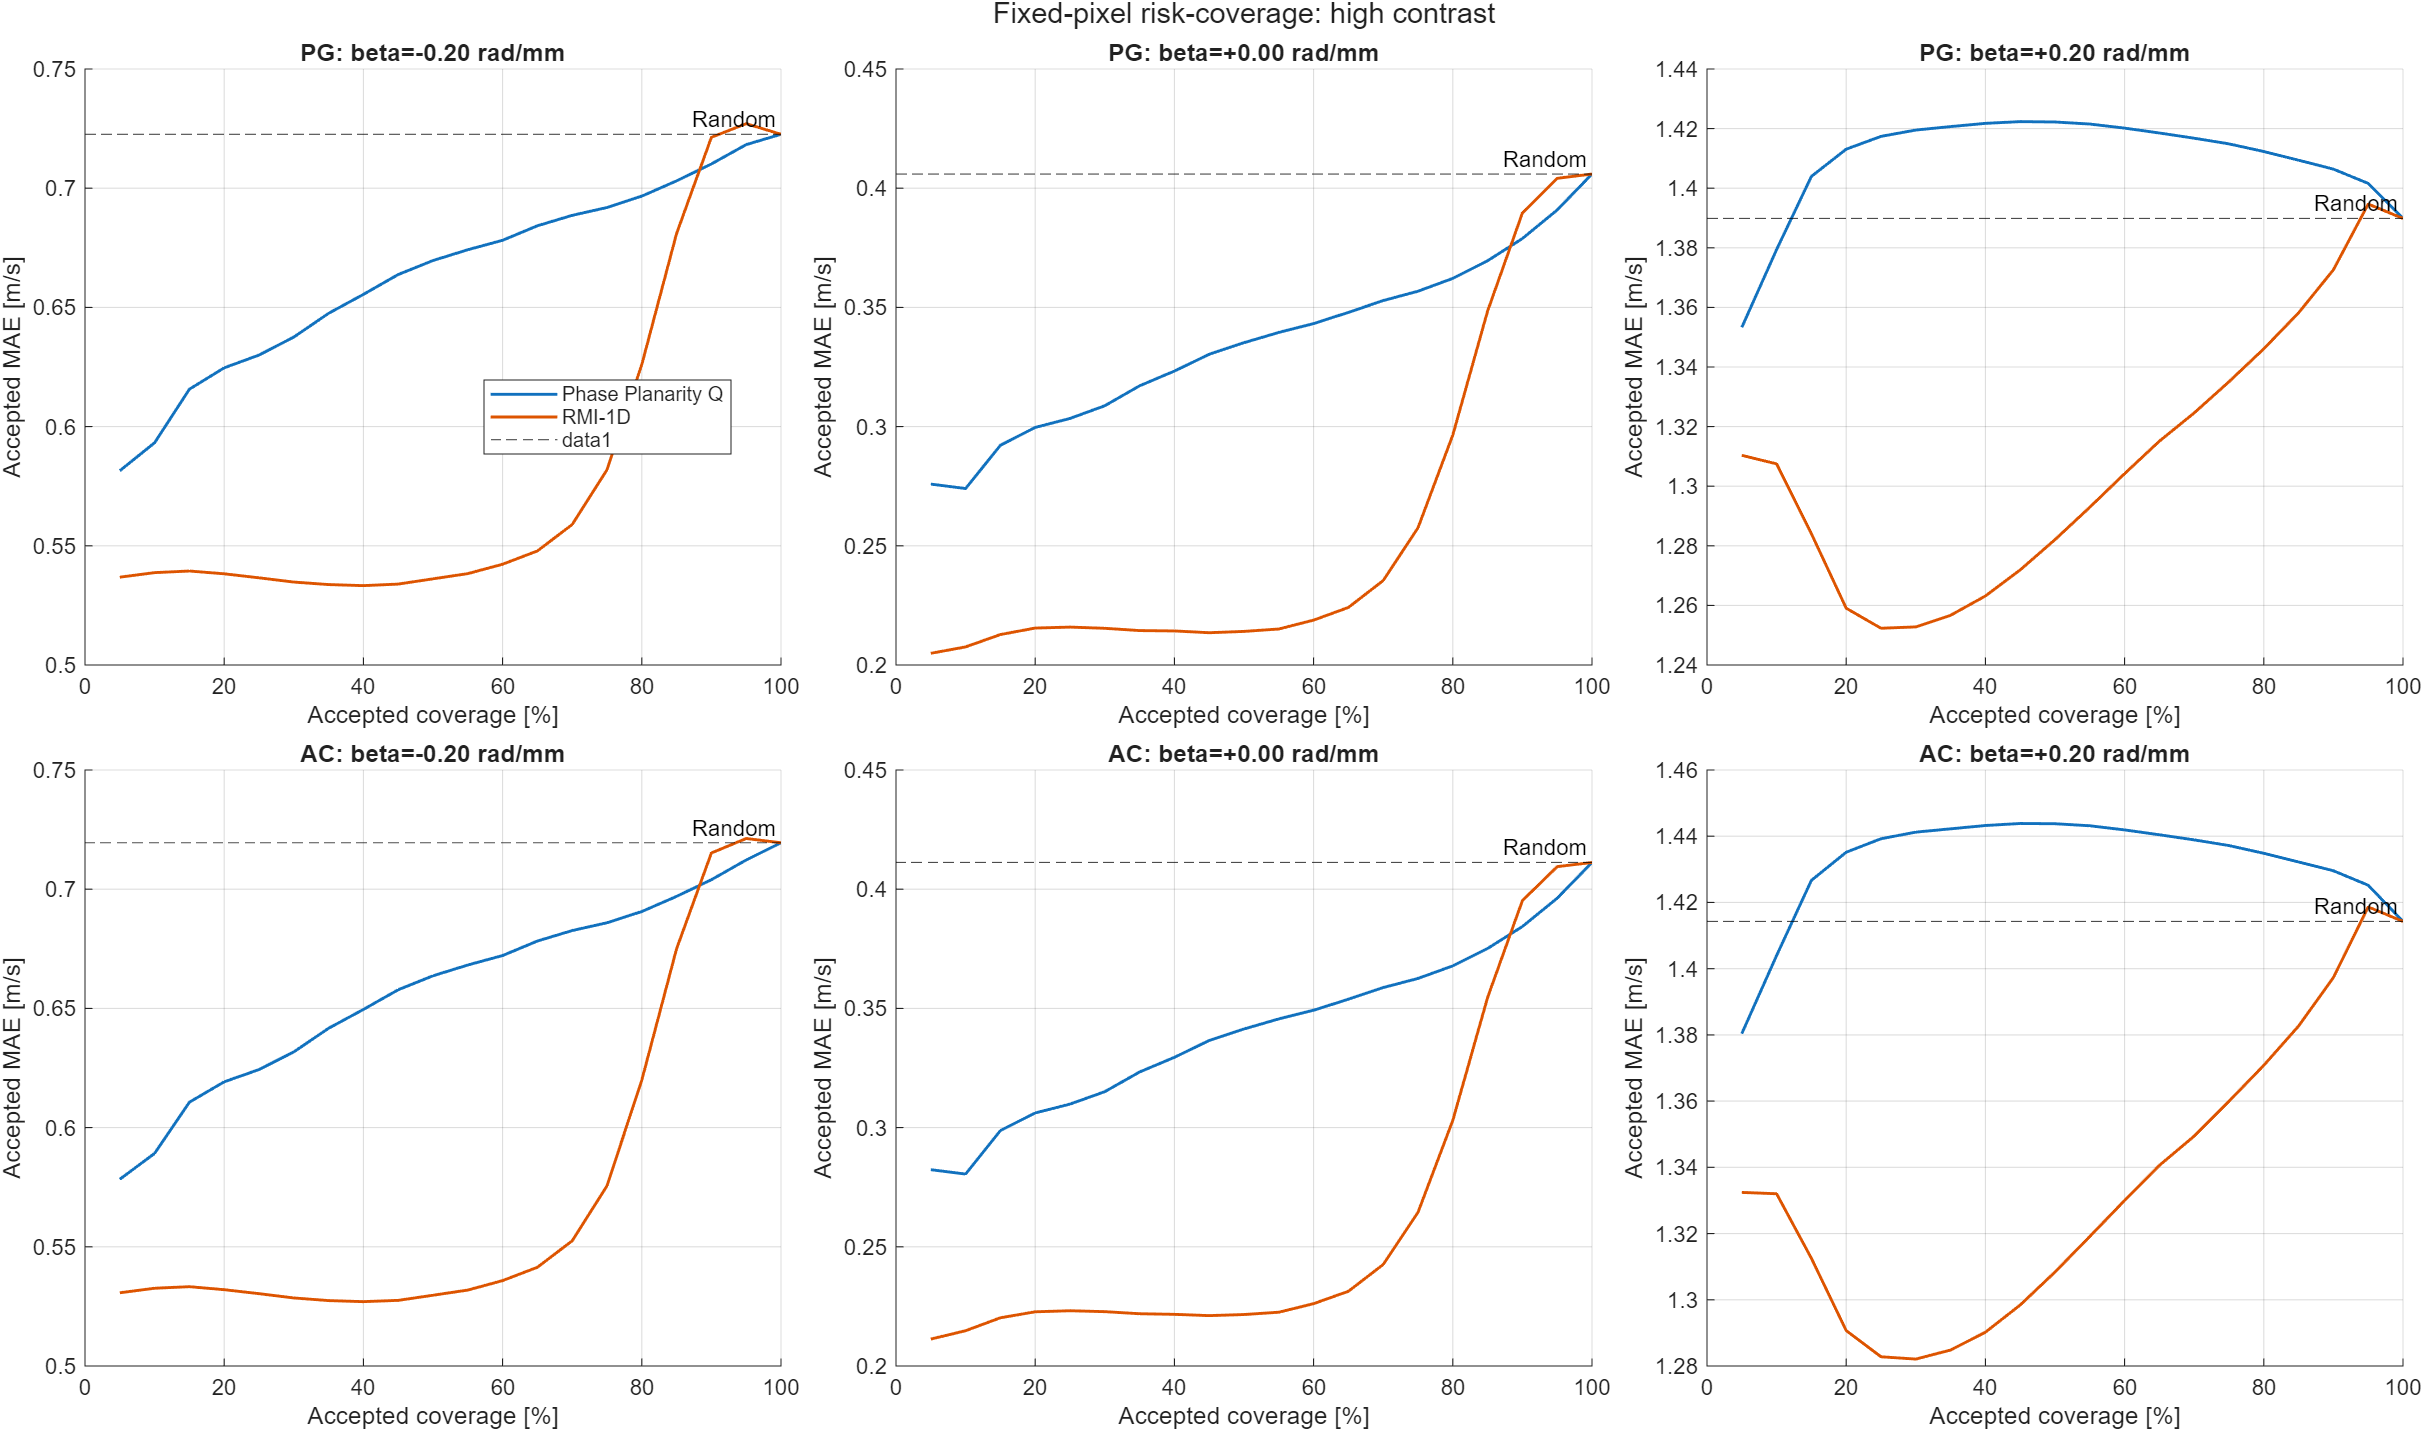 Fixed-pixel risk-coverage: high contrast
PG: beta=-0.20 rad/mm
0.75
0.7
0.65
0.6
0.55
0.5
0
20
40
60
80
100
Accepted MAE [m/s]
Accepted coverage [%]
Random
Phase Planarity Q
RMI-1D
data1
PG: beta=+0.00 rad/mm
0.45
0.4
0.35
0.3
0.25
0.2
0
20
40
60
80
100
Accepted MAE [m/s]
Accepted coverage [%]
Random
PG: beta=+0.20 rad/mm
1.44
1.42
1.4
1.38
1.36
1.34
1.32
1.3
1.28
1.26
1.24
0
20
40
60
80
100
Accepted MAE [m/s]
Accepted coverage [%]
Random
AC: beta=-0.20 rad/mm
0.75
0.7
0.65
0.6
0.55
0.5
0
20
40
60
80
100
Accepted MAE [m/s]
Accepted coverage [%]
Random
AC: beta=+0.00 rad/mm
0.45
0.4
0.35
0.3
0.25
0.2
0
20
40
60
80
100
Accepted MAE [m/s]
Accepted coverage [%]
Random
AC: beta=+0.20 rad/mm
1.46
1.44
1.42
1.4
1.38
1.36
1.34
1.32
1.3
1.28
0
20
40
60
80
100
Accepted MAE [m/s]
Accepted coverage [%]
Random